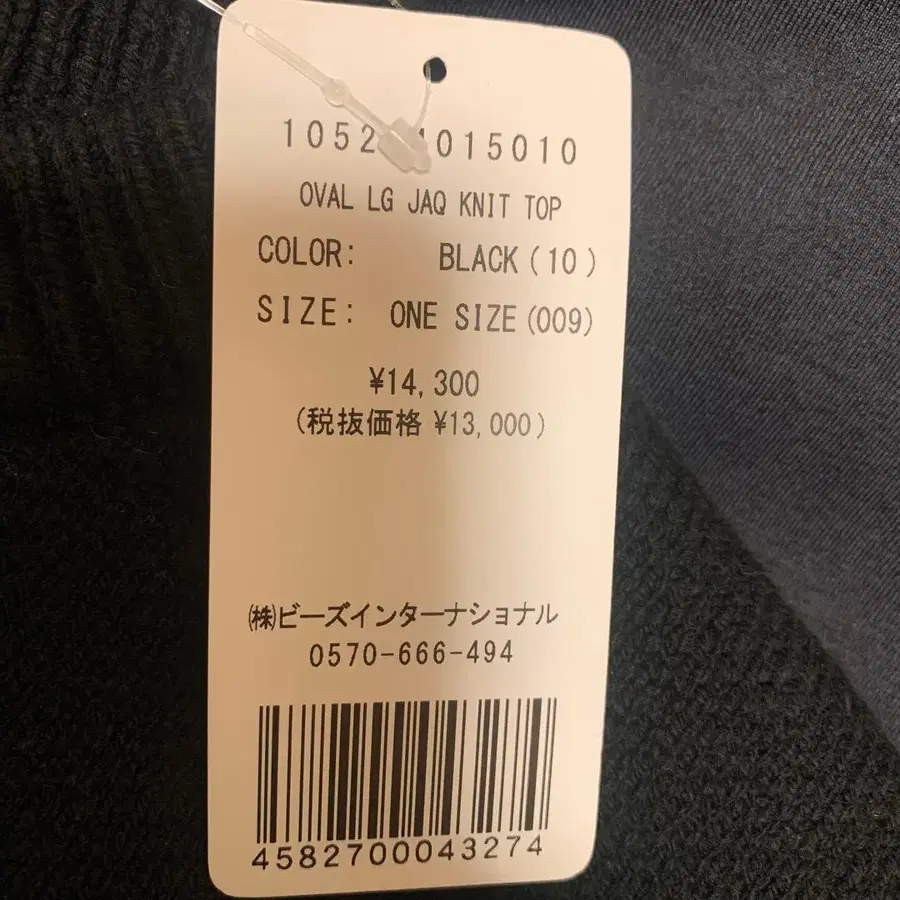 1052 4015010
OVAL LG JAQ KNIT TOP
COLOR: BLACK(10)
SIZE: ONE SIZE(009)
¥14,300
(税抜価格 ¥13,000)
㈱ビーズインターナショナル
0570-666-494
4582700043274